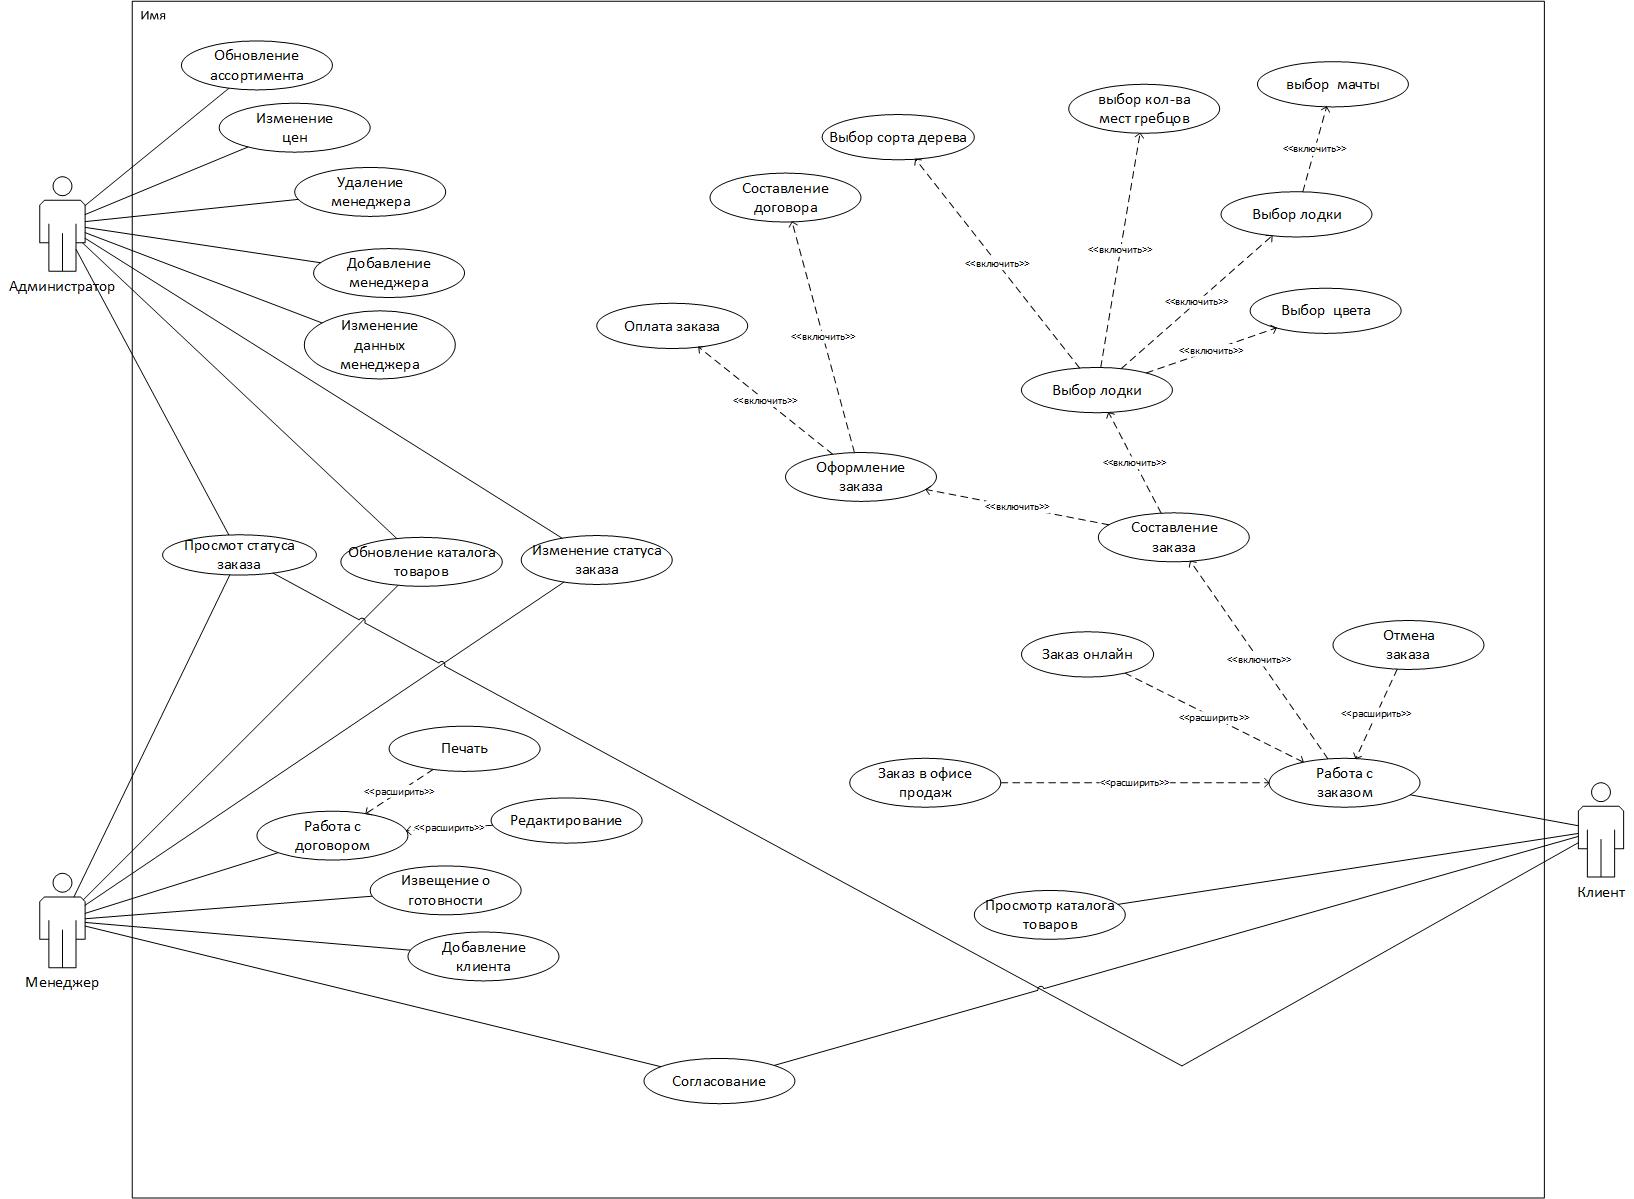 Имя
Обновление
ассортимента
Изменение
цен
Удаление
менеджера
Администратор
Добавление
менеджера
Изменение
данных
менеджера
выбор мачты
выбор кол-ва
мест гребцов
Выбор сорта дерева
<<включить>>
Составление
договора
Выбор лодки
<<включить>>
<<включить>>
<<включить>>
Выбор цвета
Оплата заказа
<<включить>>
<<включить>>
Выбор лодки
<<включить>>
Оформление
заказа
<<включить>>
<<включить>>
Составление
заказа
Просмот статуса
заказа
Обновление каталога
товаров
Изменение статуса
заказа
Заказ онлайн
<<включить>>
Отмена
заказа
<<расширить>>
<<расширить>>
Печать
<<расширить>>
Заказ в офисе
продаж
<<расширить>>
Работа с
заказом
Работа с
договором
<<расширить>>
Редактирование
Извещение о
готовности
Клиент
Просмотр каталога
товаров
Добавление
клиента
Менеджер
Согласование